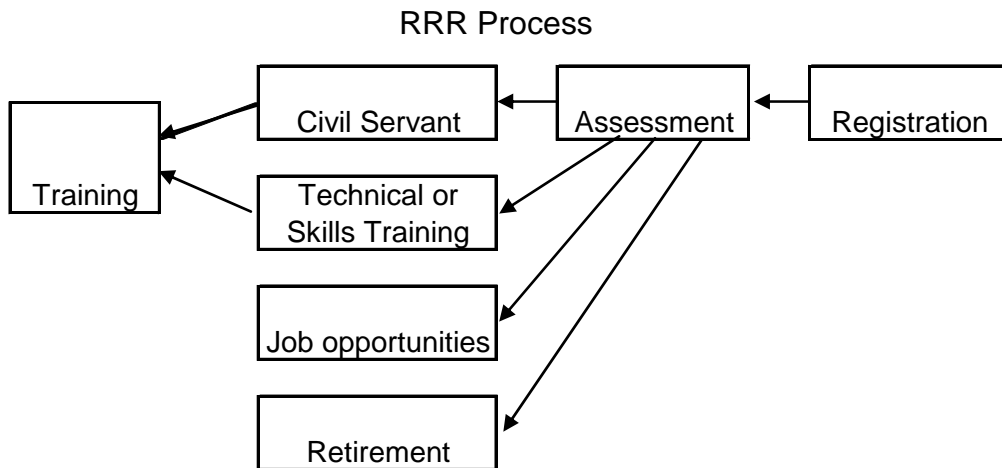 RRR Process
Civil Servant
Assessment
Registration
Training
Technical or
Skills Training
Job opportunities
Retirement